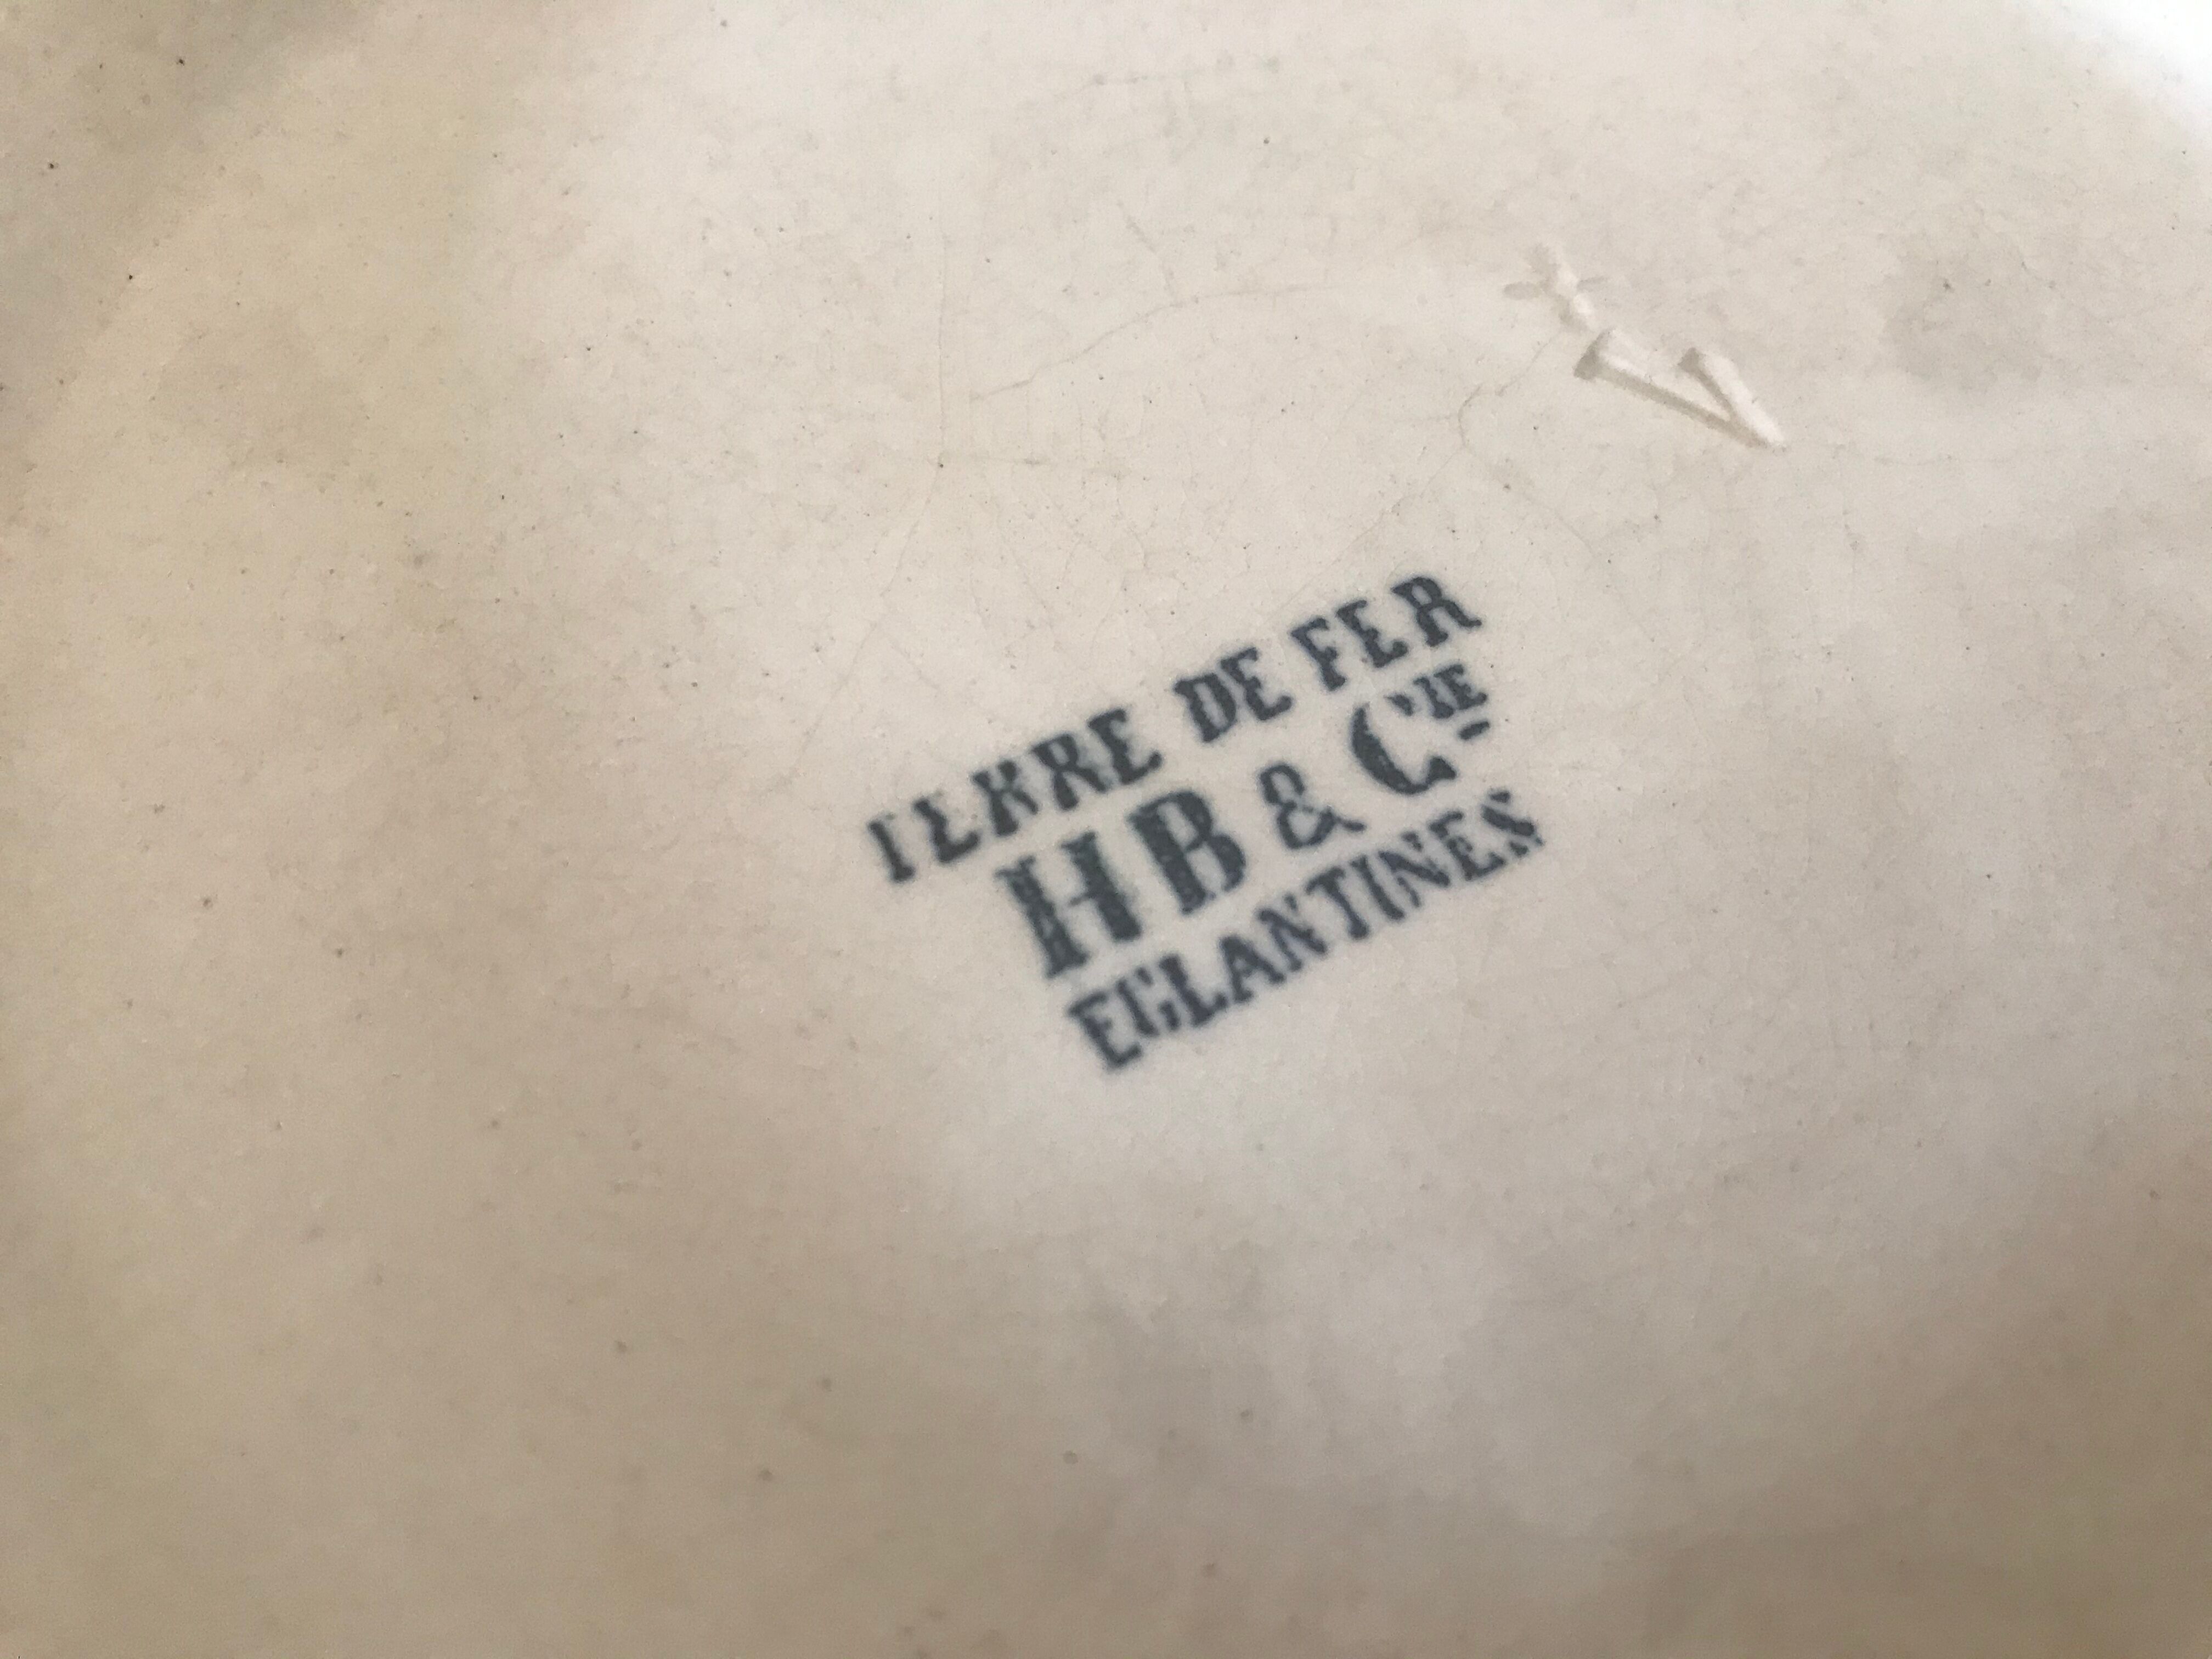 V
TERRE DE FER
HB & CIE
EGLANTINES